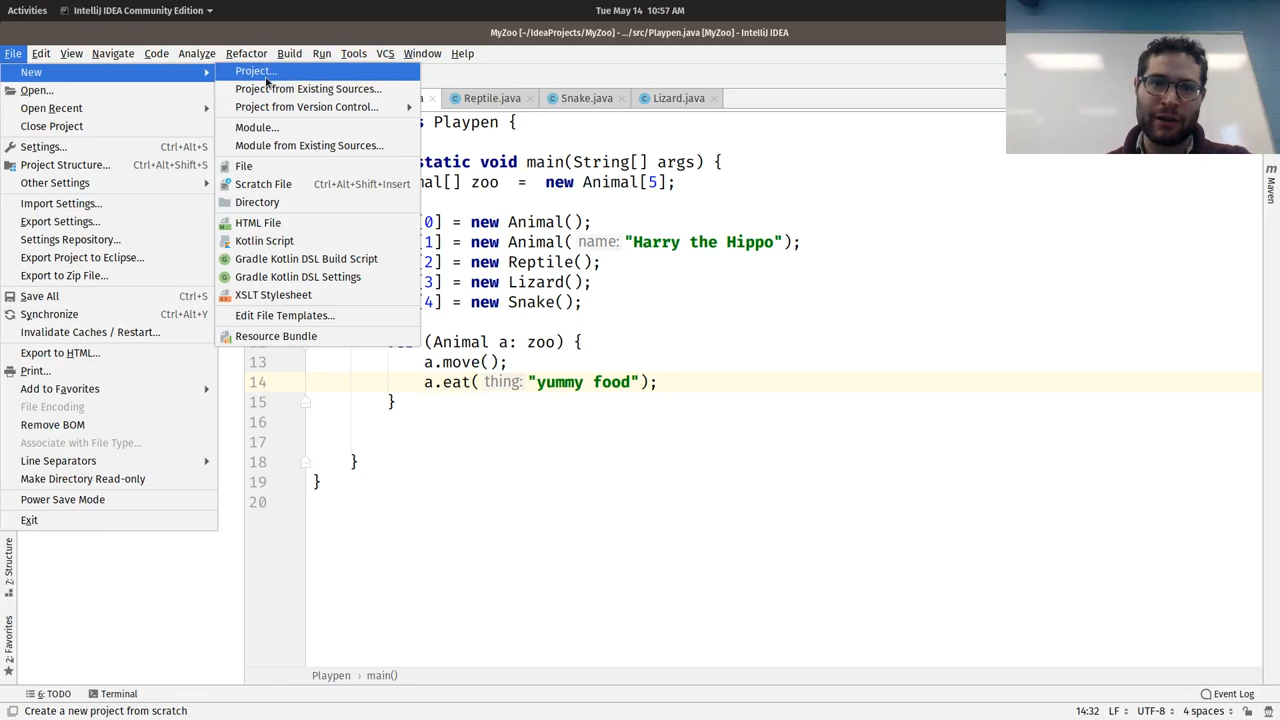 Activities
IntelliJ IDEA Community Edition
Tue May 14 10:57 AM
MyZoo [~/IdeaProjects/MyZoo] - .../src/Playpen.java [MyZoo] - IntelliJ IDEA
File Edit View Navigate Code Analyze Refactor Build Run Tools VCS Window Help
New
Open...
Open Recent
Close Project
Settings... Ctrl+Alt+S
Project Structure... Ctrl+Alt+Shift+S
Other Settings
Import Settings...
Export Settings...
Settings Repository...
Export Project to Eclipse...
Export to Zip File...
Save All Ctrl+S
Synchronize Ctrl+Alt+Y
Invalidate Caches / Restart...
Export to HTML...
Print...
Add to Favorites
File Encoding
Remove BOM
Associate with File Type...
Line Separators
Make Directory Read-only
Power Save Mode
Exit
Project...
Project from Existing Sources...
Project from Version Control...
Module...
Module from Existing Sources...
File
Scratch File Ctrl+Alt+Shift+Insert
Directory
HTML File
Kotlin Script
Gradle Kotlin DSL Build Script
Gradle Kotlin DSL Settings
XSLT Stylesheet
Edit File Templates...
Resource Bundle
Reptile.java Snake.java Lizard.java
s Playpen {
static void main(String[] args) {
mal[] zoo = new Animal[5];
[0] = new Animal();
[1] = new Animal( name: "Harry the Hippo");
[2] = new Reptile();
[3] = new Lizard();
[4] = new Snake();
(Animal a: zoo) {
13 a.move();
14 a.eat( thing: "yummy food");
15 }
16
17
18 }
19 }
20
Maven
7: Structure
2: Favorites
Playpen › main()
6: TODO Terminal Event Log
Create a new project from scratch 14:32 LF UTF-8 4 spaces